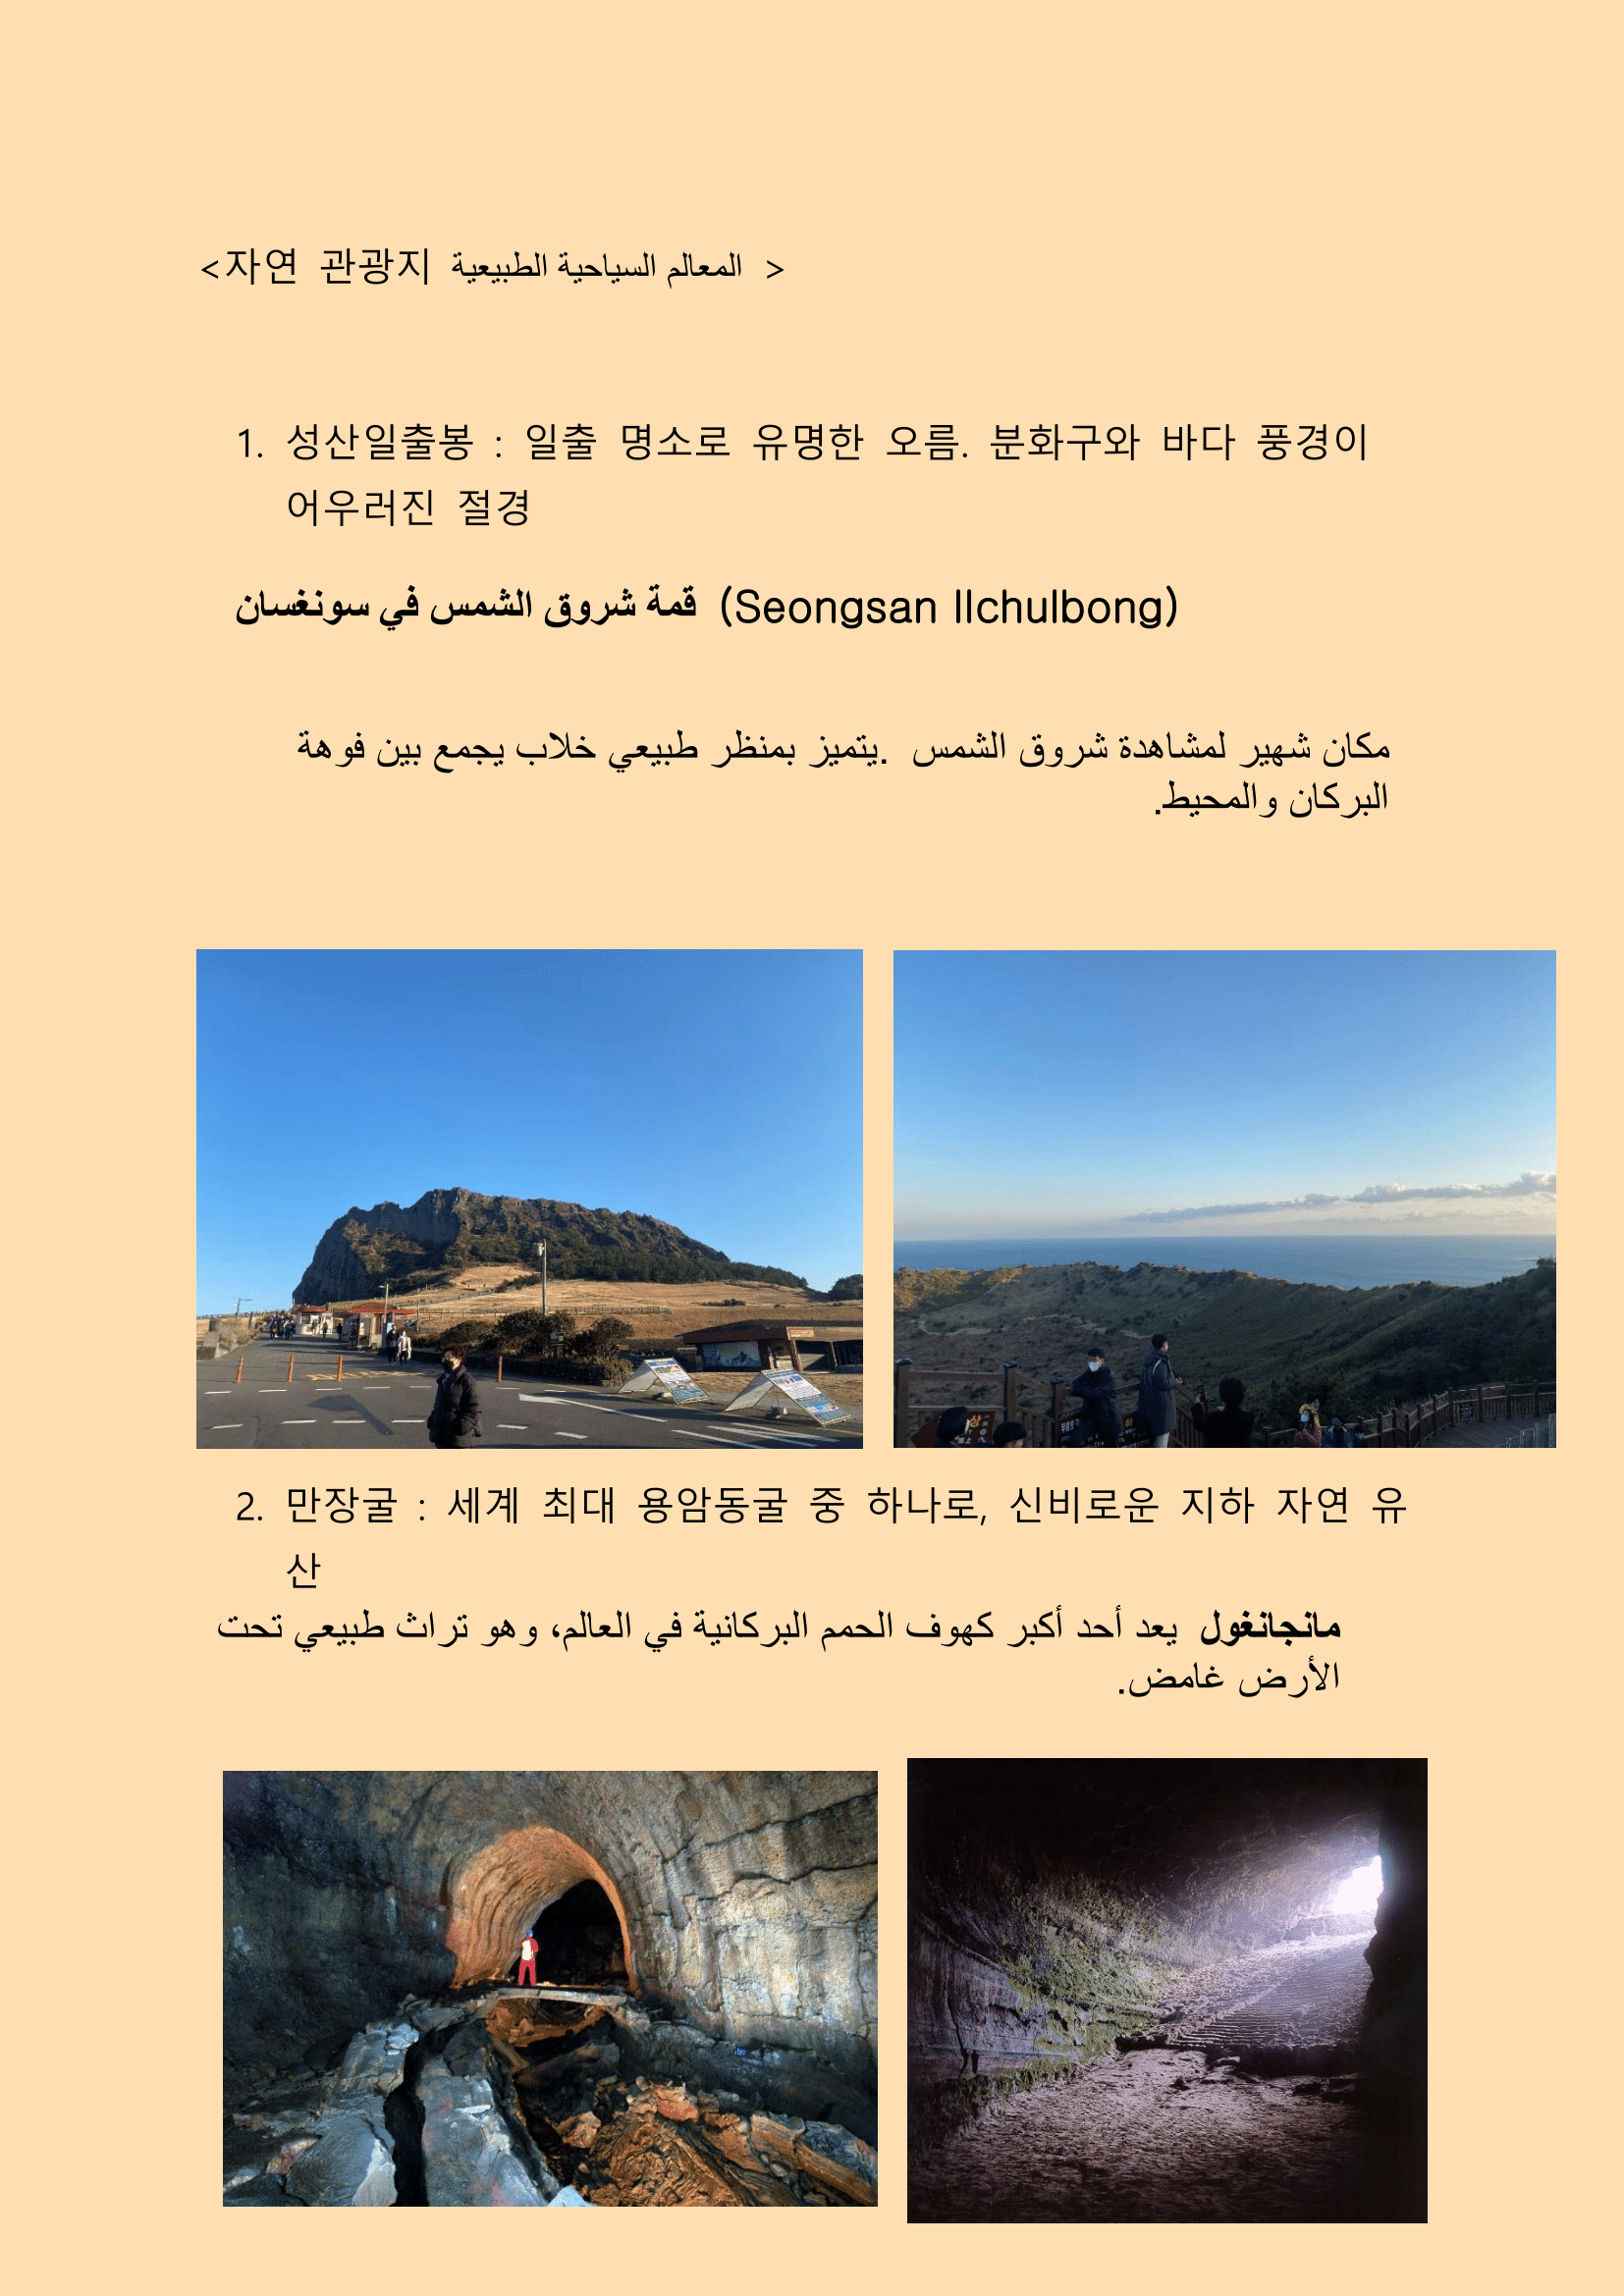 <자연 관광지 المعالم السياحية الطبيعية >
1. 성산일출봉 : 일출 명소로 유명한 오름. 분화구와 바다 풍경이
어우러진 절경
قمة شروق الشمس في سونغسان (Seongsan Ilchulbong)
مكان شهير لمشاهدة شروق الشمس .يتميز بمنظر طبيعي خلاب يجمع بين فوهة
البركان والمحيط.
상
하
2. 만장굴 : 세계 최대 용암동굴 중 하나로, 신비로운 지하 자연 유
산
مانجانغول يعد أحد أكبر كهوف الحمم البركانية في العالم، وهو تراث طبيعي تحت
الأرض غامض.